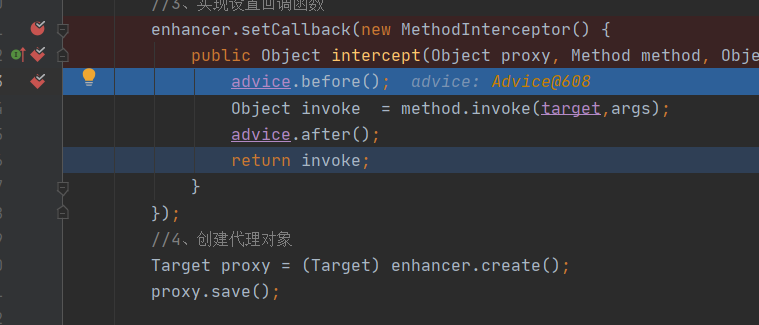 //3、实现设置回调函数
enhancer.setCallback(new MethodInterceptor() {
public Object intercept(Object proxy, Method method, Obje
advice.before(); advice: Advice@608
Object invoke = method.invoke(target,args);
advice.after();
return invoke;
}
});
//4、创建代理对象
Target proxy = (Target) enhancer.create();
proxy.save();